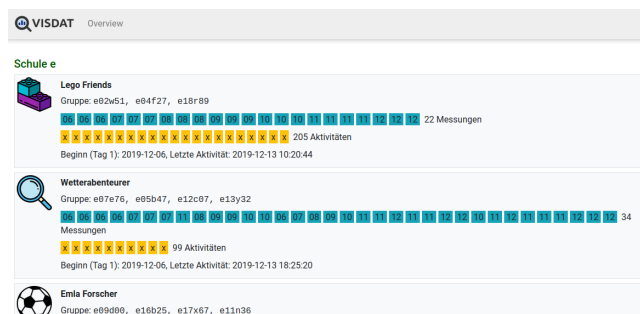 VISDAT Overview
Schule e
Lego Friends
Gruppe: e02w51, e04f27, e18r89
06 06 06 07 07 07 08 08 08 09 09 09 10 10 10 11 11 11 11 12 12 12 22 Messungen
x x x x x x x x x x x x x x x x x x x x x 205 Aktivitäten
Beginn (Tag 1): 2019-12-06, Letzte Aktivität: 2019-12-13 10:20:44
Wetterabenteurer
Gruppe: e07e76, e05b47, e12c07, e13y32
06 06 06 06 07 07 07 11 08 09 09 10 10 06 07 08 09 10 11 11 12 11 11 12 12 10 11 12 11 11 11 12 12 12 34
Messungen
x x x x x x x x x x 99 Aktivitäten
Beginn (Tag 1): 2019-12-06, Letzte Aktivität: 2019-12-13 18:25:20
Emla Forscher
Gruppe: e09d00, e16b25, e17x67, e11n36